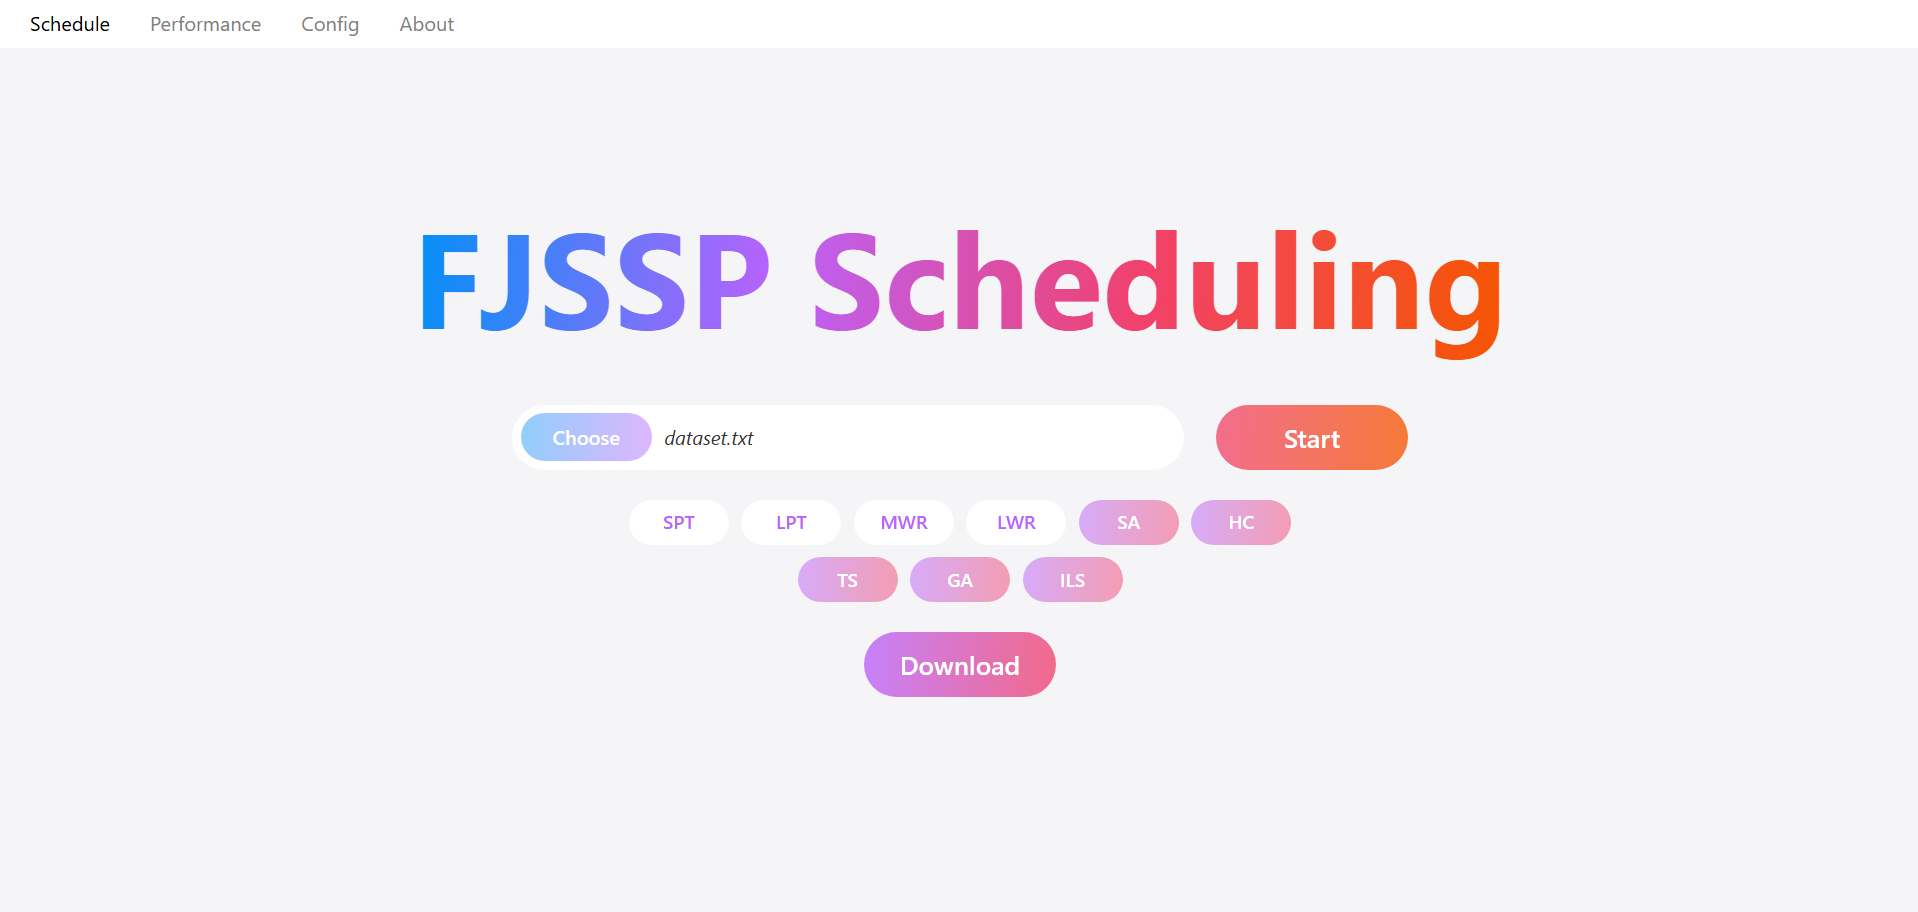 Schedule Performance Config About
FJSSP Scheduling
Choose dataset.txt Start
SPT LPT MWR LWR SA HC
TS GA ILS
Download